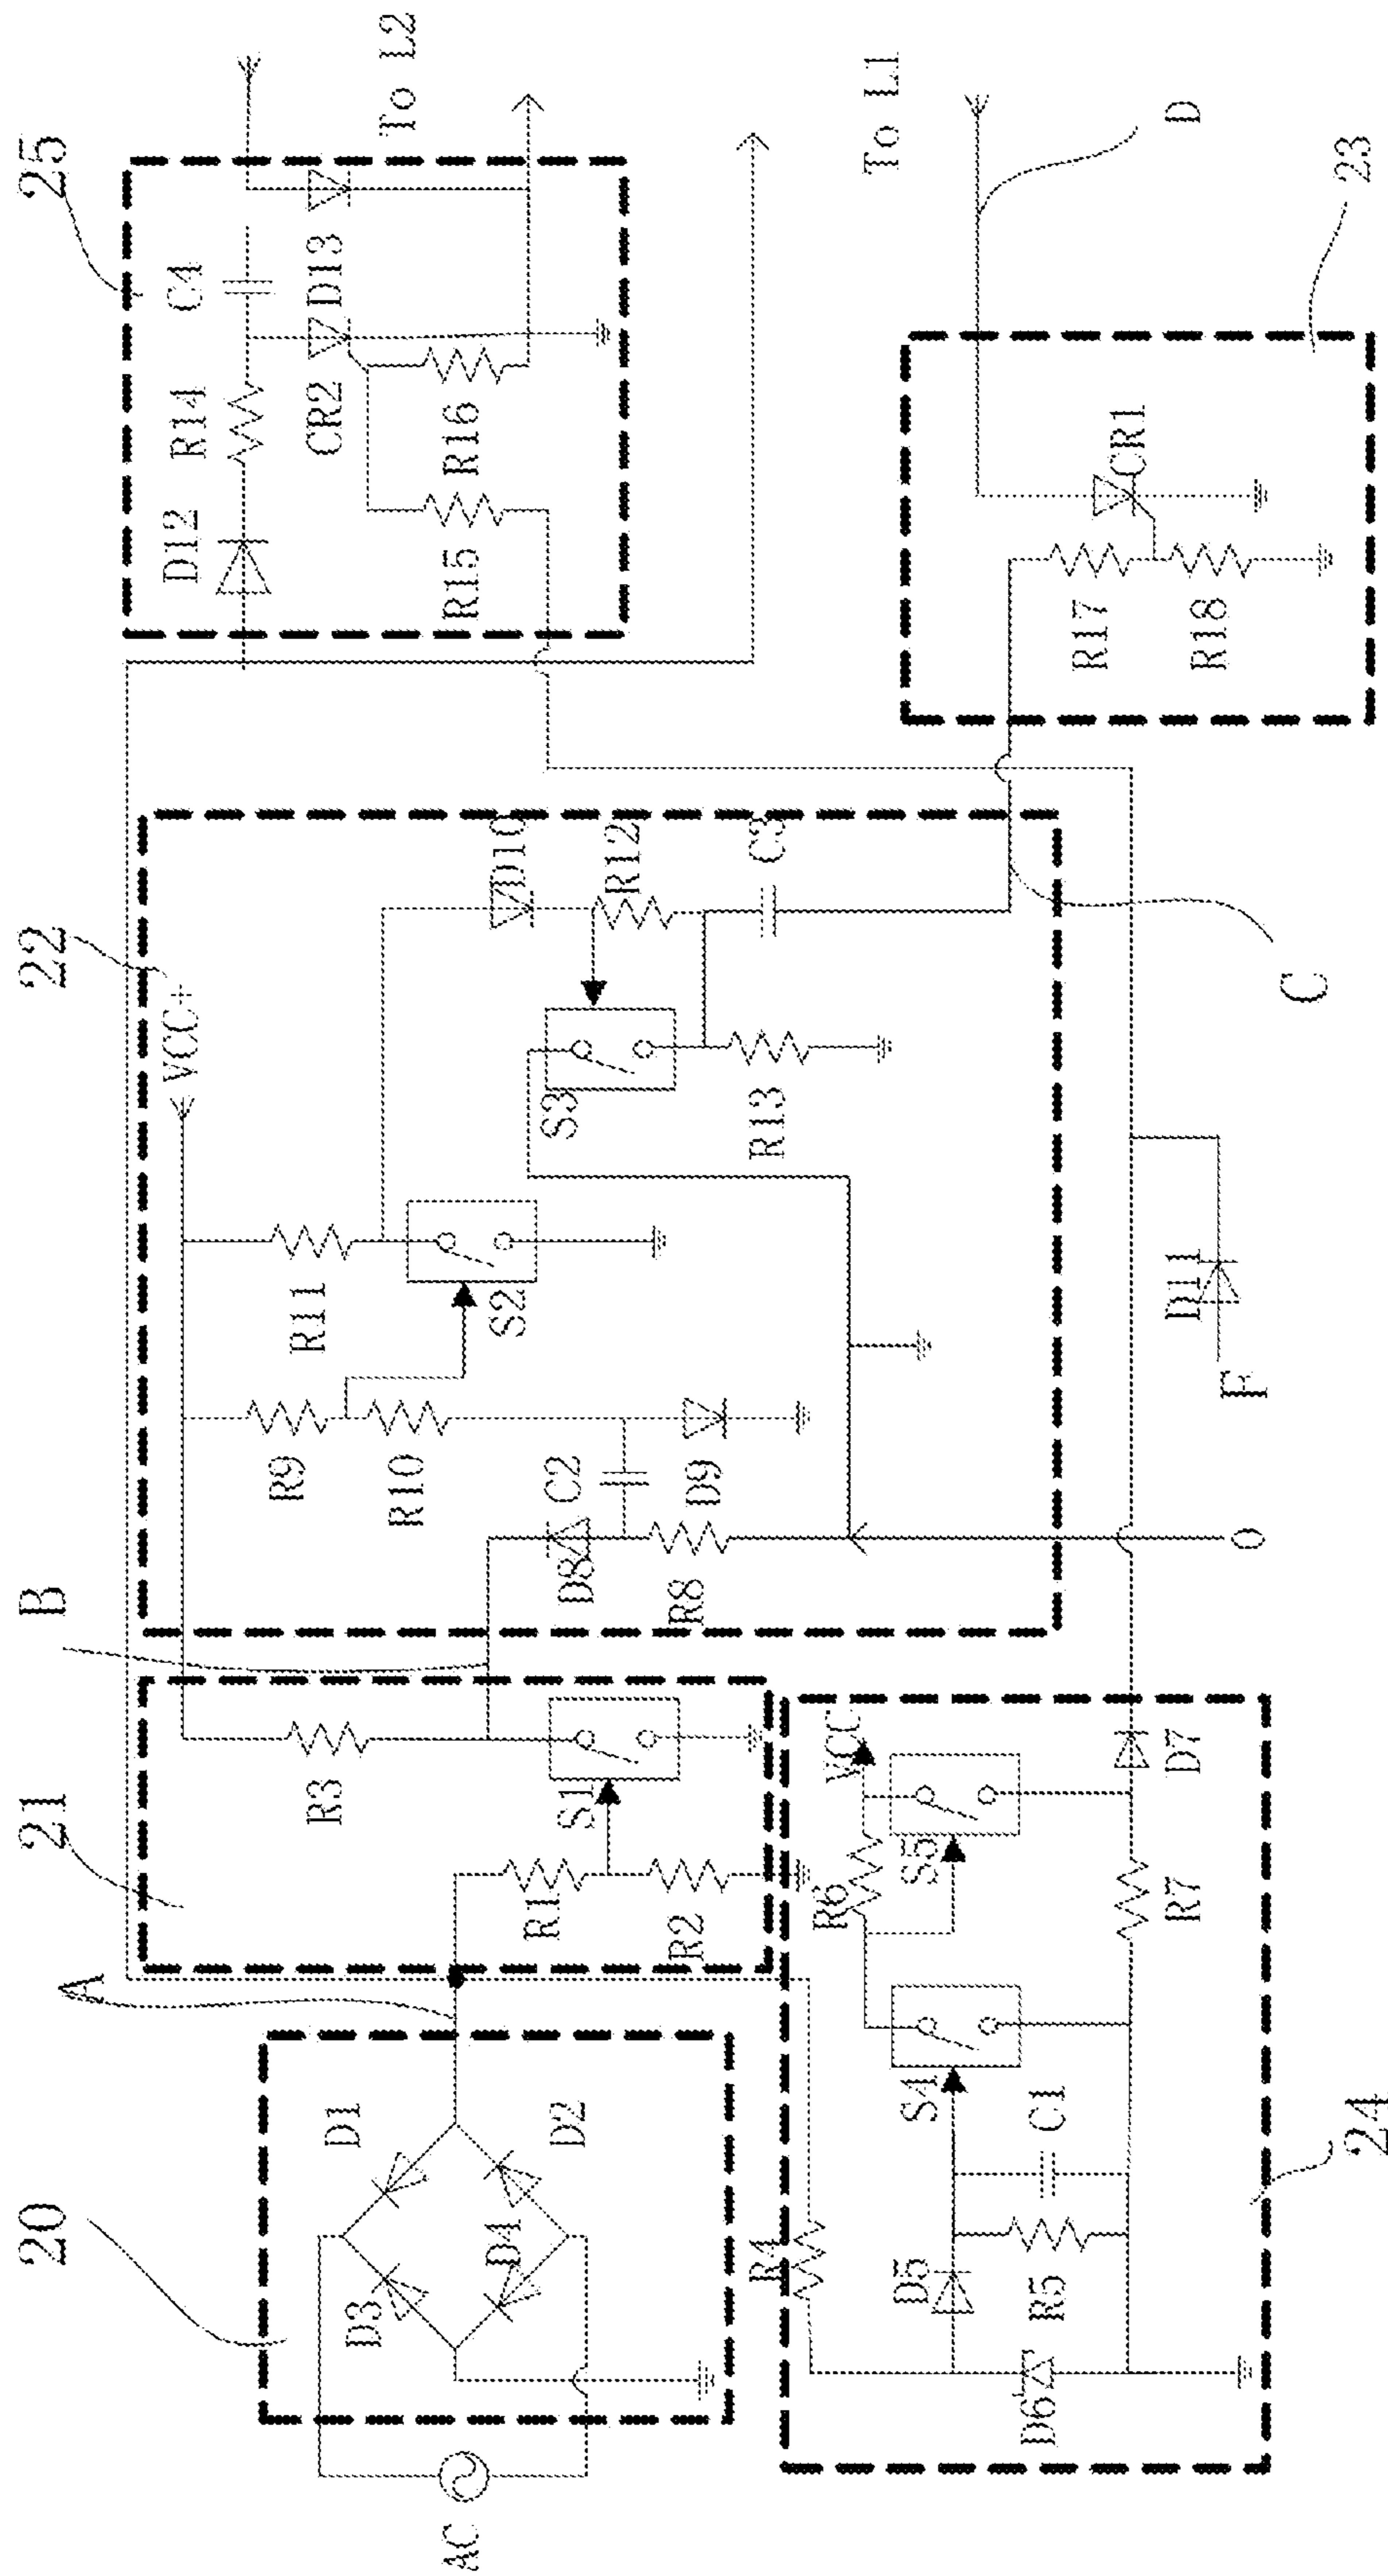 20
AC
D1
D2
D3
D4
A
21
R1
R2
R3
S1
B
22
VCC+
R9
R10
R11
S2
C2
D8
D9
R8
O
D10
R12
S3
R13
C3
C
25
D12
R14
C4
CR2
D13
R15
R16
To L2
To L1
D
23
CR1
R17
R18
24
R4
D5
D6
R5
C1
S4
R6
S5
VCC
R7
D7
D11
F